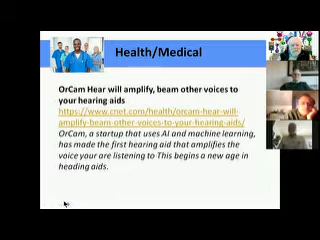 Health/Medical
OrCam Hear will amplify, beam other voices to
your hearing aids
https://www.cnet.com/health/orcam-hear-will-
amplify-beam-other-voices-to-your-hearing-aids/
OrCam, a startup that uses AI and machine learning,
has made the first hearing aid that amplifies the
voice your are listening to This begins a new age in
heading aids.